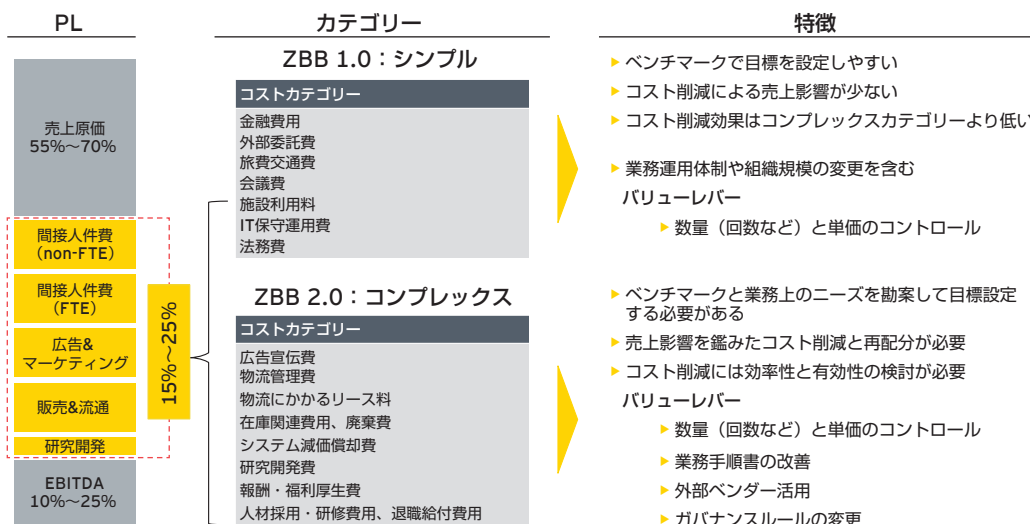 PL
カテゴリー
特徴
売上原価
55%～70%
間接人件費
（non-FTE）
間接人件費
（FTE）
広告&
マーケティング
販売&流通
研究開発
EBITDA
10%～25%
15%～25%
ZBB 1.0：シンプル
コストカテゴリー
金融費用
外部委託費
旅費交通費
会議費
施設利用料
IT保守運用費
法務費
▶ ベンチマークで目標を設定しやすい
▶ コスト削減による売上影響が少ない
▶ コスト削減効果はコンプレックスカテゴリーより低い
▶ 業務運用体制や組織規模の変更を含む
バリューレバー
▶ 数量（回数など）と単価のコントロール
ZBB 2.0：コンプレックス
コストカテゴリー
広告宣伝費
物流管理費
物流にかかるリース料
在庫関連費用、廃棄費
システム減価償却費
研究開発費
報酬・福利厚生費
人材採用・研修費用、退職給付費用
▶ ベンチマークと業務上のニーズを勘案して目標設定
する必要がある
▶ 売上影響を鑑みたコスト削減と再配分が必要
▶ コスト削減には効率性と有効性の検討が必要
バリューレバー
▶ 数量（回数など）と単価のコントロール
▶ 業務手順書の改善
▶ 外部ベンダー活用
▶ ガバナンスルールの変更